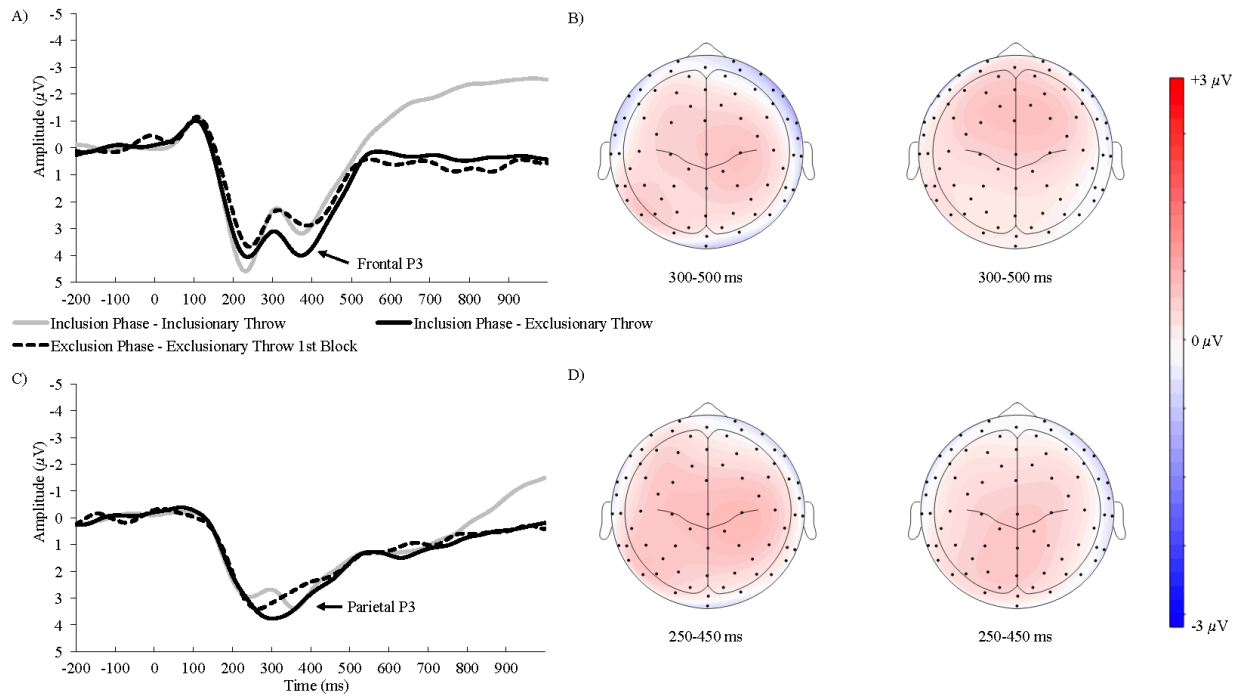 A)
-5
-4
-3
-2
-1
0
1
2
3
4
5
Amplitude (µV)
Frontal P3
-200 -100 0 100 200 300 400 500 600 700 800 900
Inclusion Phase - Inclusionary Throw
Inclusion Phase - Exclusionary Throw
Exclusion Phase - Exclusionary Throw 1st Block
B)
300-500 ms
300-500 ms
C)
-5
-4
-3
-2
-1
0
1
2
3
4
5
Amplitude (µV)
Parietal P3
-200 -100 0 100 200 300 400 500 600 700 800 900
Time (ms)
D)
250-450 ms
250-450 ms
+3 µV
0 µV
-3 µV